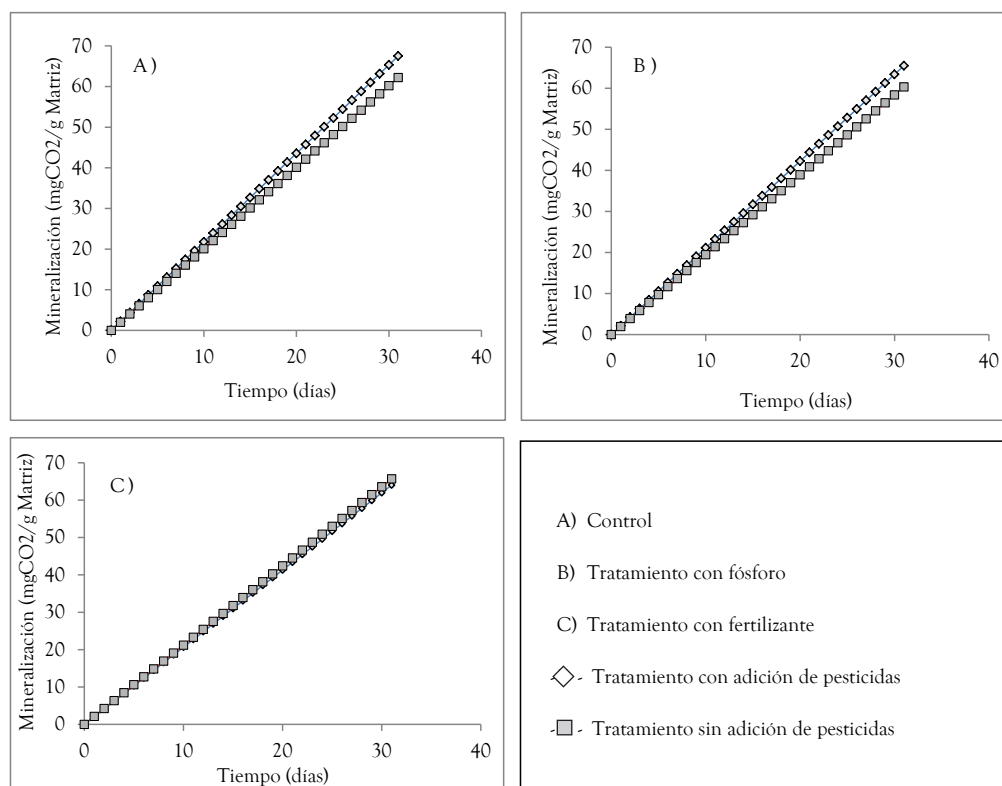 A)
Mineralización (mgCO2/g Matriz)
70
60
50
40
30
20
10
0
0 10 20 30 40
Tiempo (días)
B)
Mineralización (mgCO2/g Matriz)
70
60
50
40
30
20
10
0
0 10 20 30 40
Tiempo (días)
C)
Mineralización (mgCO2/g Matriz)
70
60
50
40
30
20
10
0
0 10 20 30 40
Tiempo (días)
A) Control
B) Tratamiento con fósforo
C) Tratamiento con fertilizante
Tratamiento con adición de pesticidas
Tratamiento sin adición de pesticidas